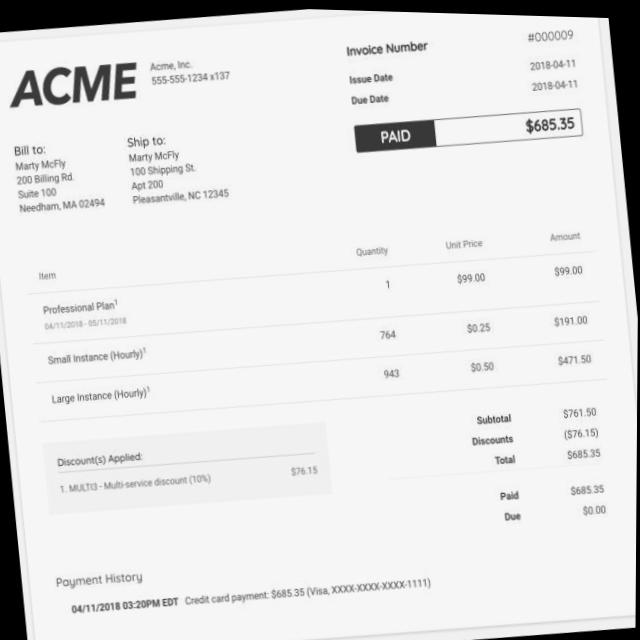 ACME
Acme, Inc.
555-555-1234 x137
Invoice Number #000009
Issue Date 2018-04-11
Due Date 2018-04-11
PAID $685.35
Bill to:
Marty McFly
200 Billing Rd.
Suite 100
Needham, MA 02494
Ship to:
Marty McFly
100 Shipping St.
Apt 200
Pleasantville, NC 12345
Item Quantity Unit Price Amount
Professional Plan1 1 $99.00 $99.00
04/11/2018 - 05/11/2018
Small Instance (Hourly)1 764 $0.25 $191.00
Large Instance (Hourly)1 943 $0.50 $471.50
Discount(s) Applied:
1. MULTI3 - Multi-service discount (10%) $76.15
Subtotal $761.50
Discounts ($76.15)
Total $685.35
Paid $685.35
Due $0.00
Payment History
04/11/2018 03:20PM EDT Credit card payment: $685.35 (Visa, XXXX-XXXX-XXXX-1111)